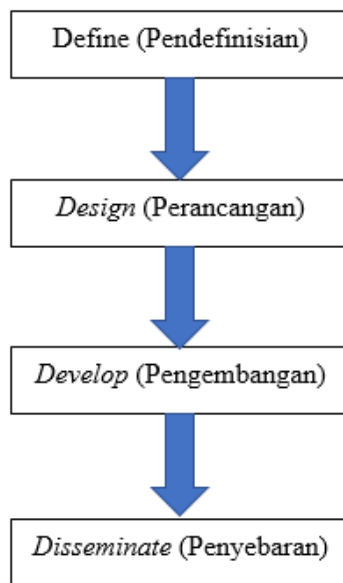 Define (Pendefinisian)
Design (Perancangan)
Develop (Pengembangan)
Disseminate (Penyebaran)